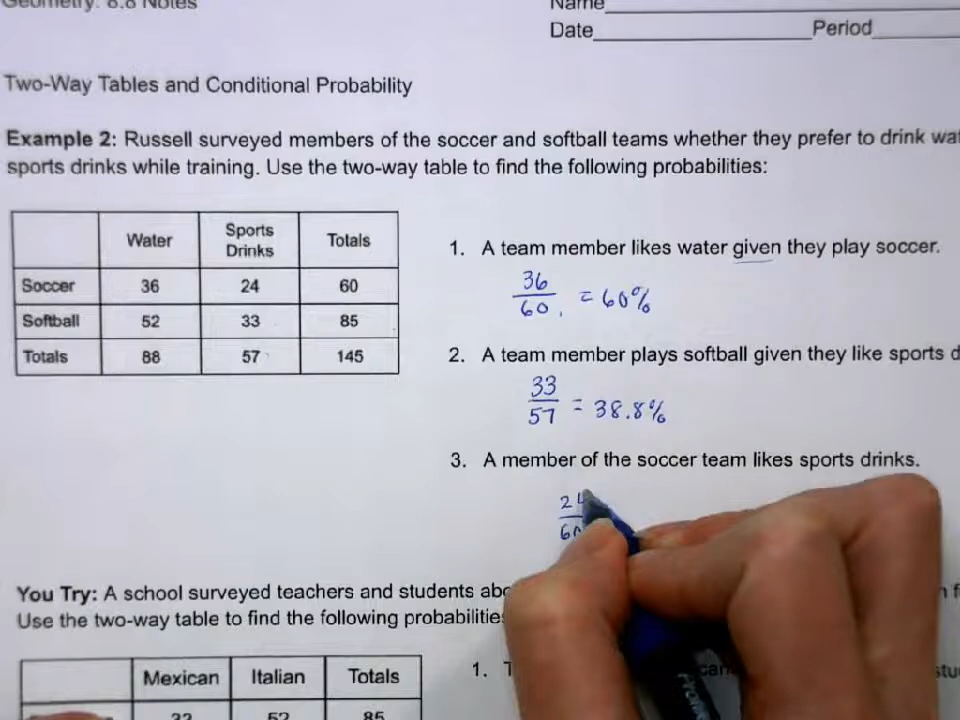 Geometry: 8.8 Notes
Name
Date Period
Two-Way Tables and Conditional Probability
Example 2: Russell surveyed members of the soccer and softball teams whether they prefer to drink
sports drinks while training. Use the two-way table to find the following probabilities:
Water Sports Drinks Totals
Soccer 36 24 60
Softball 52 33 85
Totals 88 57 145
1. A team member likes water given they play soccer.
36/60 = 60%
2. A team member plays softball given they like sports
33/57 = 38.8%
3. A member of the soccer team likes sports drinks.
24/60
You Try: A school surveyed teachers and students
Use the two-way table to find the following
Mexican Italian Totals
33 52 85
1.